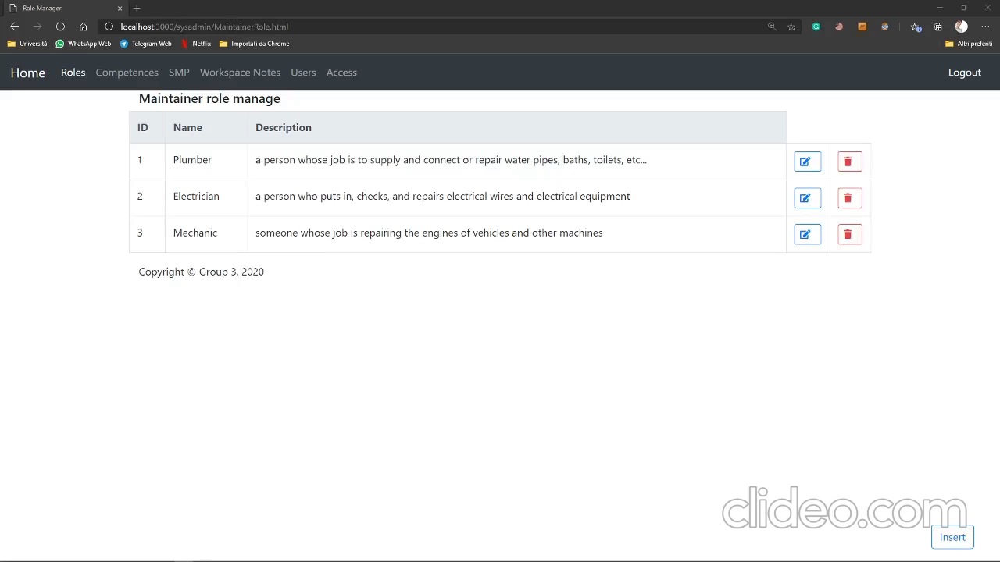 Role Manager
localhost:3000/sysadmin/MaintainerRole.html
Università WhatsApp Web Telegram Web Netflix Importati da Chrome Altri preferiti
Home Roles Competences SMP Workspace Notes Users Access Logout
Maintainer role manage
ID Name Description
1 Plumber a person whose job is to supply and connect or repair water pipes, baths, toilets, etc...
2 Electrician a person who puts in, checks, and repairs electrical wires and electrical equipment
3 Mechanic someone whose job is repairing the engines of vehicles and other machines
Copyright © Group 3, 2020
clideo.com
Insert